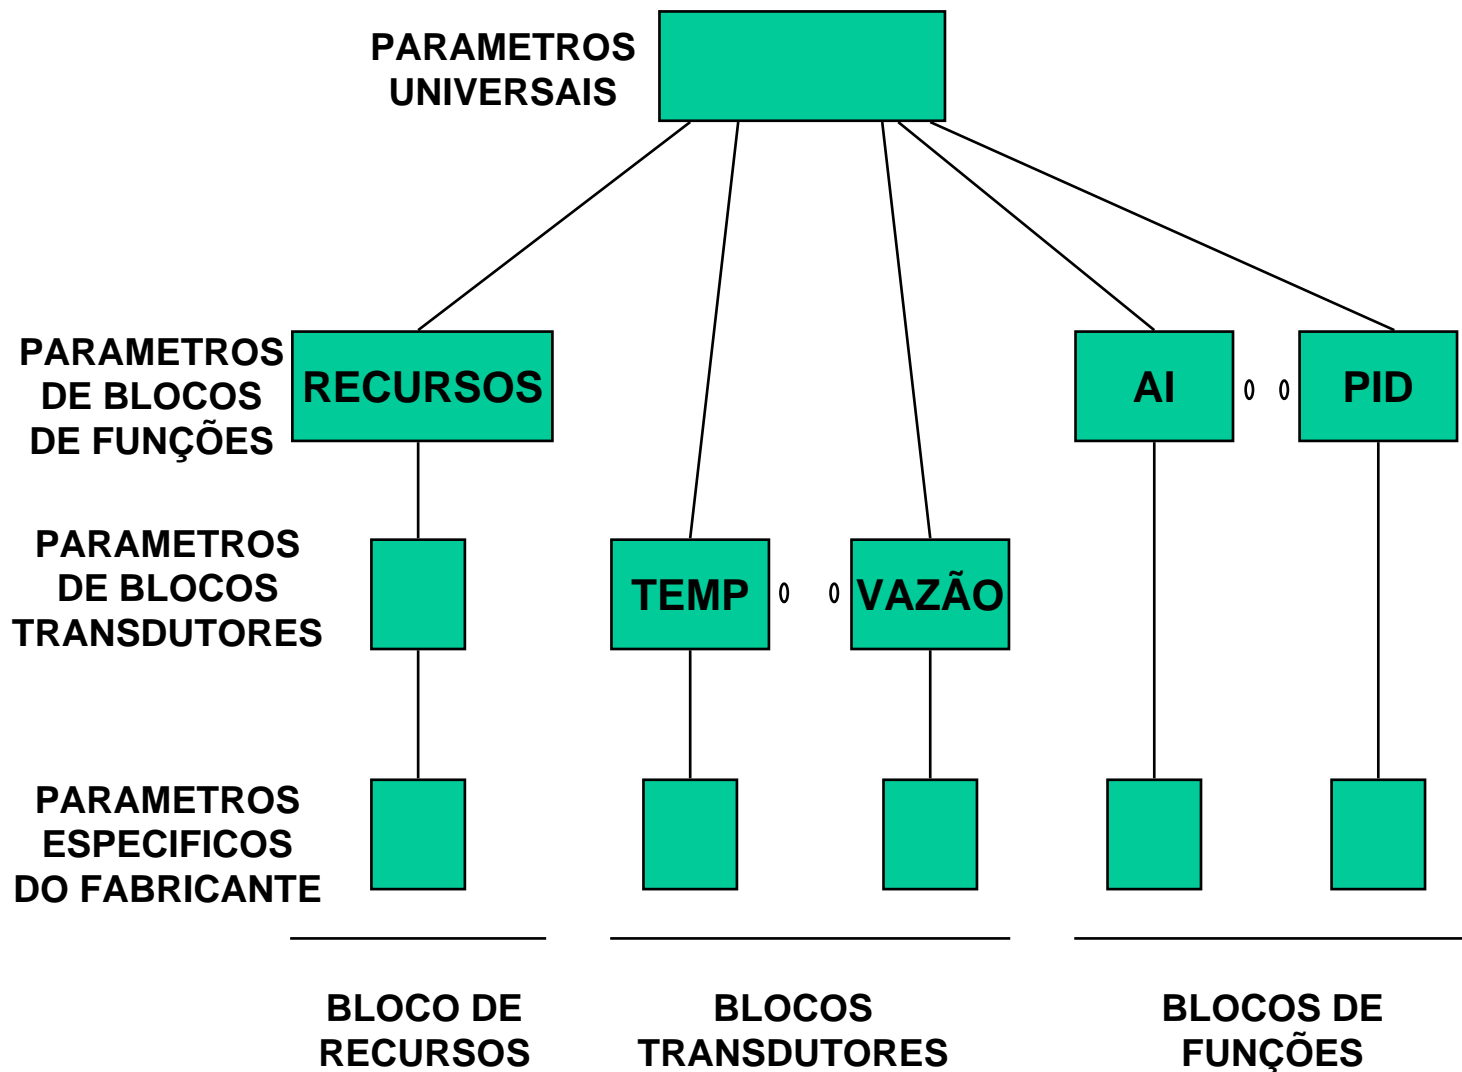 PARAMETROS
UNIVERSAIS
PARAMETROS
DE BLOCOS
DE FUNÇÕES
RECURSOS
AI
PID
PARAMETROS
DE BLOCOS
TRANSDUTORES
TEMP
VAZÃO
PARAMETROS
ESPECIFICOS
DO FABRICANTE
BLOCO DE
RECURSOS
BLOCOS
TRANSDUTORES
BLOCOS DE
FUNÇÕES